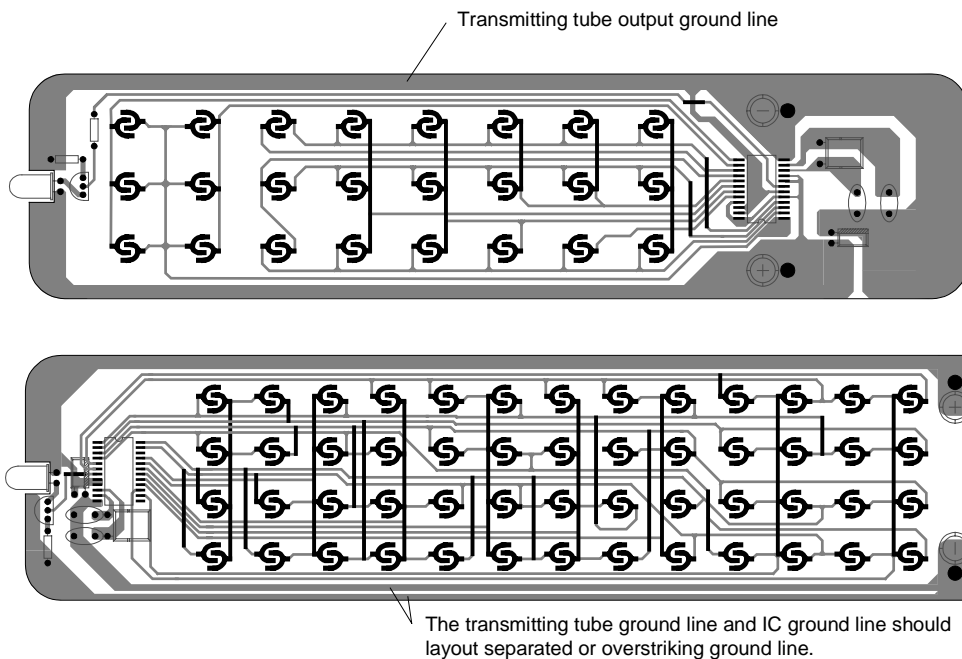 Transmitting tube output ground line
The transmitting tube ground line and IC ground line should
layout separated or overstriking ground line.